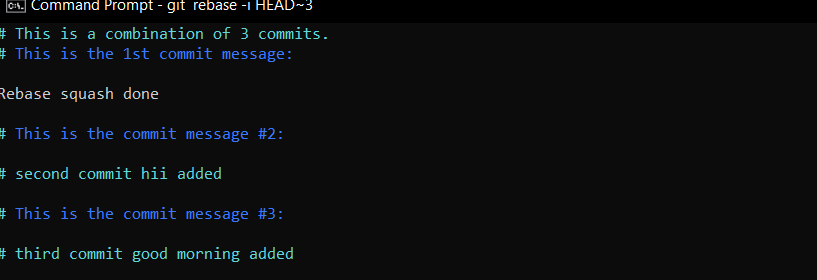 C:\. Command Prompt - git rebase -i HEAD~3
# This is a combination of 3 commits.
# This is the 1st commit message:
Rebase squash done
# This is the commit message #2:
# second commit hii added
# This is the commit message #3:
# third commit good morning added